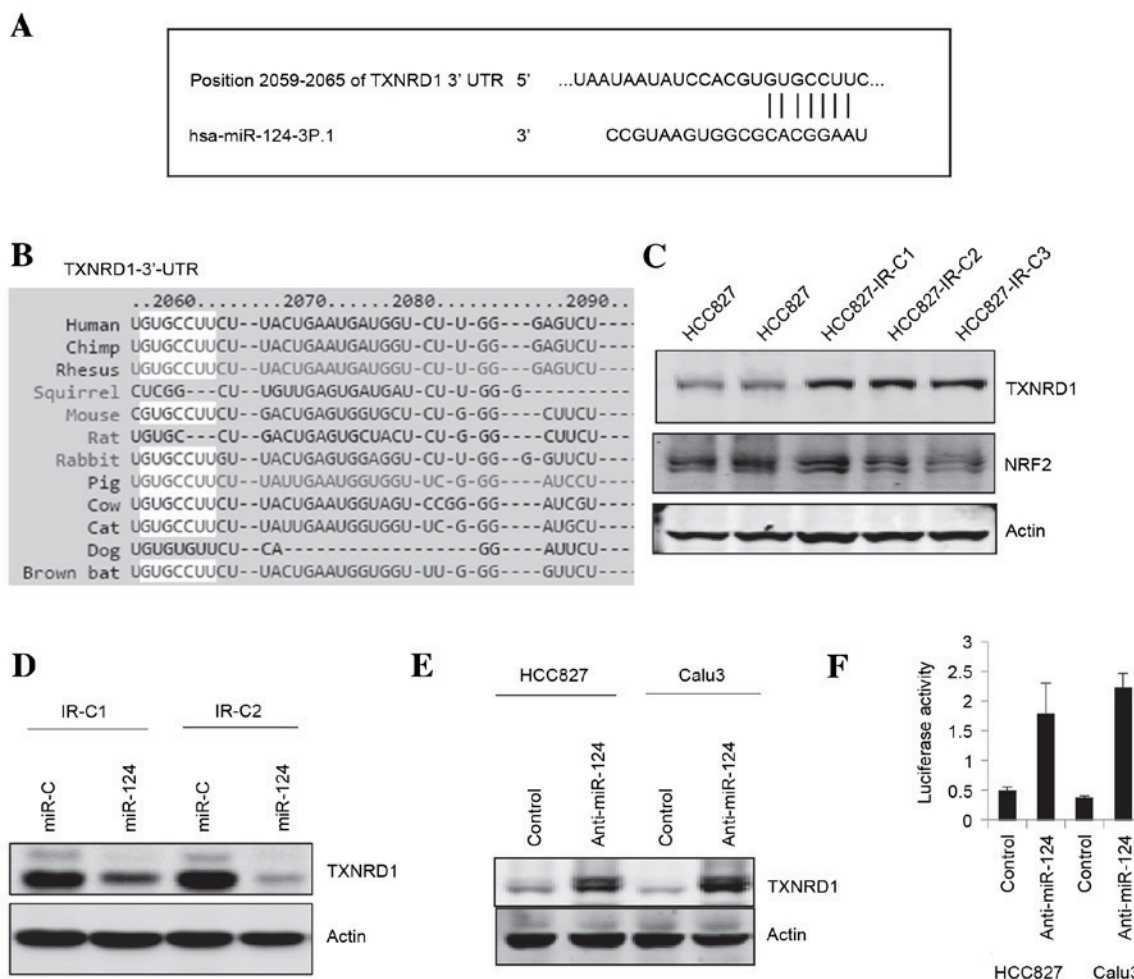 A
Position 2059-2065 of TXNRD1 3' UTR 5' ...UAAUAAUAUCCACGUGUGCCUUC...
hsa-miR-124-3P.1 3' CCGUAAGUGGCGCACGGAAU
B
TXNRD1-3'-UTR
..2060.......2070........2080.........2090...
Human UGUGCCUUCU--UACUGAAUGAUGGU-CU-U-GG---GAGUCU----
Chimp UGUGCCUUCU--UACUGAAUGAUGGU-CU-U-GG---GAGUCU----
Rhesus UGUGCCUUCU--UACUGAAUGAUGGU-CU-U-GG---GAGUCU----
Squirrel CUCGG---CU--UGUUGAGUGAUGAU-CU-U-GG-G---------
Mouse CGUGCCUUCU--GACUGAGUGGUGCU-CU-G-GG----CUUCU----
Rat UGUGC---CU--GACUGAGUGCUACU-CU-G-GG----CUUCU----
Rabbit UGUGCCUUGU--UACUGAGUGGAGGU-CU-U-GG--G-GUUCU----
Pig UGUGCCUUCU--UAUUGAAUGGUGGU-UC-G-GG----AUCCU----
Cow UGUGCCUUCU--UACUGAAUGGUAGU-CCGG-GG----AUCGU----
Cat UGUGCCUUCU--UAUUGAAUGGUGGU-UC-G-GG----AUGCU----
Dog UGUGUGUUCU--CA-----------------GG----AUUCU----
Brown bat UGUGCCUUCU--UACUGAAUGGUGGU-UU-G-GG----GUUCU----
C
HCC827
HCC827
HCC827-IR-C1
HCC827-IR-C2
HCC827-IR-C3
TXNRD1
NRF2
Actin
D
IR-C1 IR-C2
miR-C
miR-124
miR-C
miR-124
TXNRD1
Actin
E
HCC827 Calu3
Control
Anti-miR-124
Control
Anti-miR-124
TXNRD1
Actin
F
Luciferase activity
3
2.5
2
1.5
1
0.5
0
Control
Anti-miR-124
Control
Anti-miR-124
HCC827 Calu3